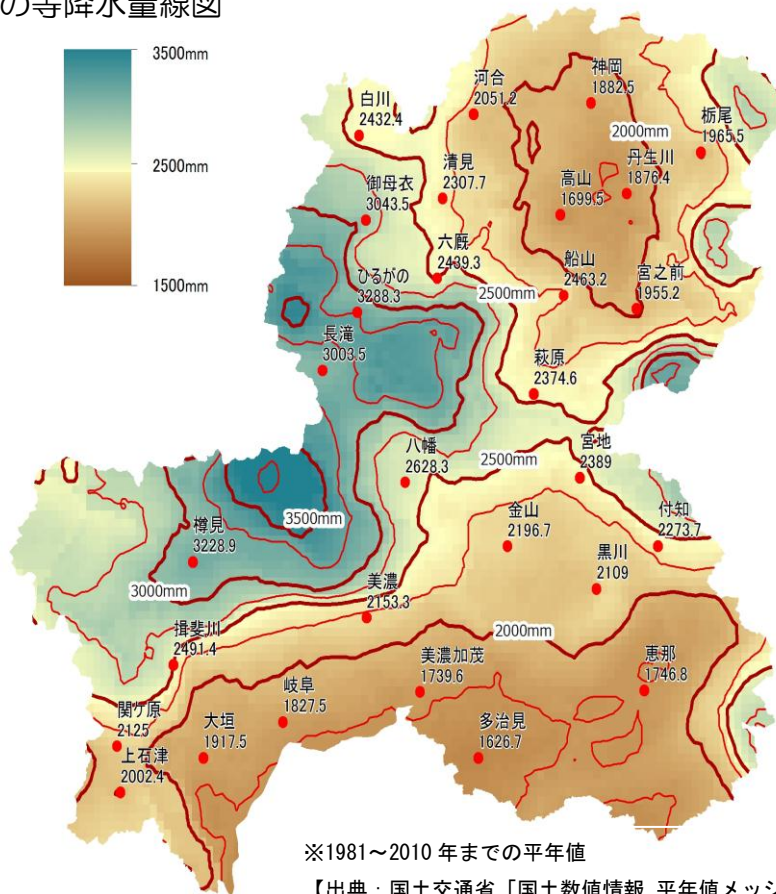 の等降水量線図
3500mm
2500mm
1500mm
白川
2432.4
河合
2051.2
神岡
1882.5
栃尾
1965.5
2000mm
御母衣
3043.5
清見
2307.7
高山
1699.5
丹生川
1876.4
六厩
2439.3
船山
2463.2
宮之前
1955.2
ひるがの
3288.3
2500mm
長滝
3003.5
萩原
2374.6
八幡
2628.3
2500mm
宮地
2389
3500mm
樽見
3228.9
金山
2196.7
付知
2273.7
黒川
2109
3000mm
美濃
2153.3
揖斐川
2491.4
2000mm
美濃加茂
1739.6
恵那
1746.8
関ケ原
2125
大垣
1917.5
岐阜
1827.5
多治見
1626.7
上石津
2002.4
※1981～2010 年までの平年値
【出典：国土交通省「国土数値情報 平年値メッシ